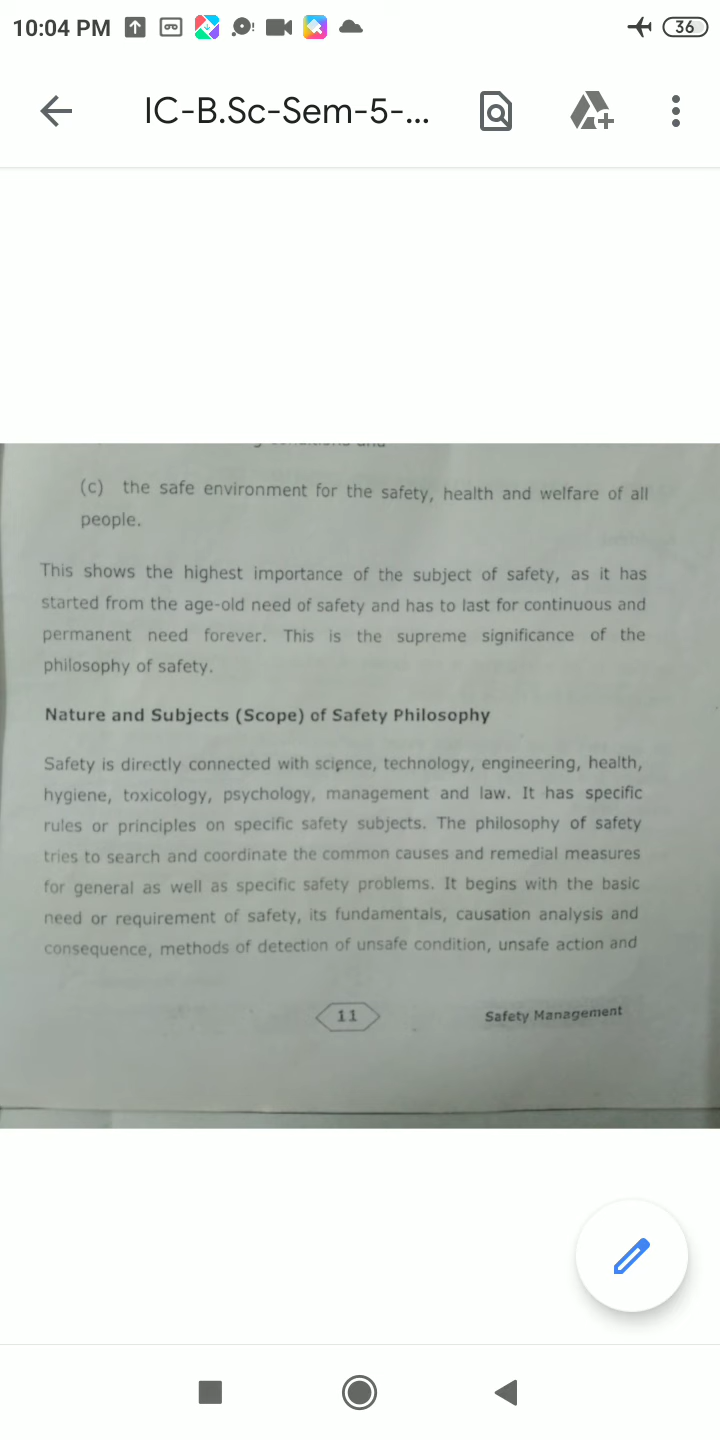 10:04 PM
36
IC-B.Sc-Sem-5-...
(c) the safe environment for the safety, health and welfare of all
people.
This shows the highest importance of the subject of safety, as it has
started from the age-old need of safety and has to last for continuous and
permanent need forever. This is the supreme significance of the
philosophy of safety.
Nature and Subjects (Scope) of Safety Philosophy
Safety is directly connected with science, technology, engineering, health,
hygiene, toxicology, psychology, management and law. It has specific
rules or principles on specific safety subjects. The philosophy of safety
tries to search and coordinate the common causes and remedial measures
for general as well as specific safety problems. It begins with the basic
need or requirement of safety, its fundamentals, causation analysis and
consequence, methods of detection of unsafe condition, unsafe action and
11
Safety Management